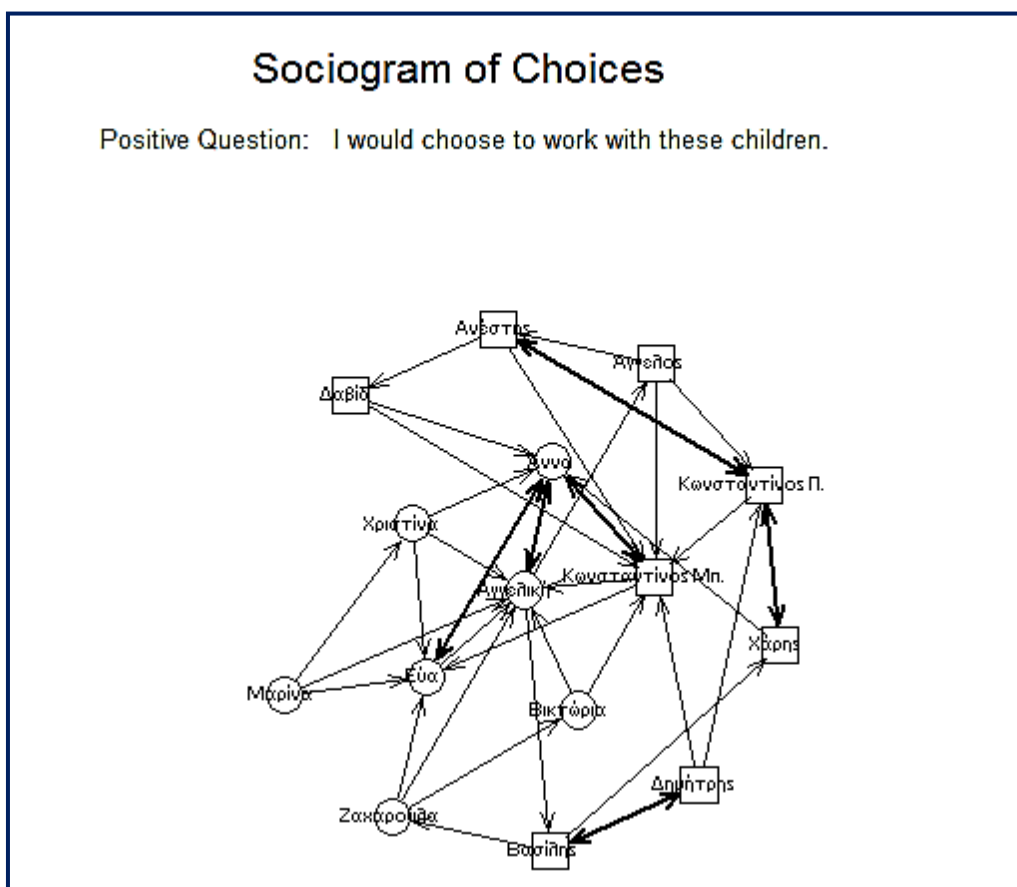 Sociogram of Choices
Positive Question: I would choose to work with these children.
Ανέστης
Άγγελος
Δαβίδ
Άννα
Κωνσταντίνος Π.
Χριστίνα
Κωνσταντίνος Μπ.
Αγγελική
Χάρης
Εύα
Μαρίνα
Βικτώρια
Δημήτρης
Ζαχαρούλα
Βασίλης